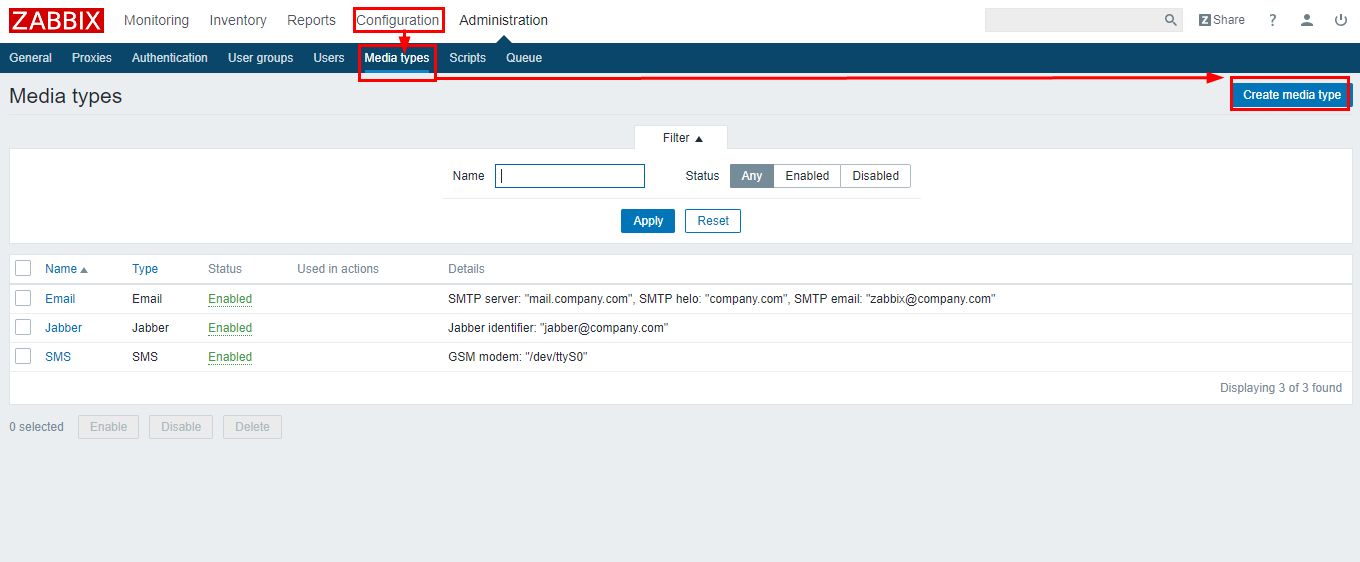 ZABBIX Monitoring Inventory Reports Configuration Administration Z Share ?
General Proxies Authentication User groups Users Media types Scripts Queue
Media types Create media type
Filter
Name Status Any Enabled Disabled
Apply Reset
Name Type Status Used in actions Details
Email Email Enabled SMTP server: "mail.company.com", SMTP helo: "company.com", SMTP email: "zabbix@company.com"
Jabber Jabber Enabled Jabber identifier: "jabber@company.com"
SMS SMS Enabled GSM modem: "/dev/ttyS0"
Displaying 3 of 3 found
0 selected Enable Disable Delete